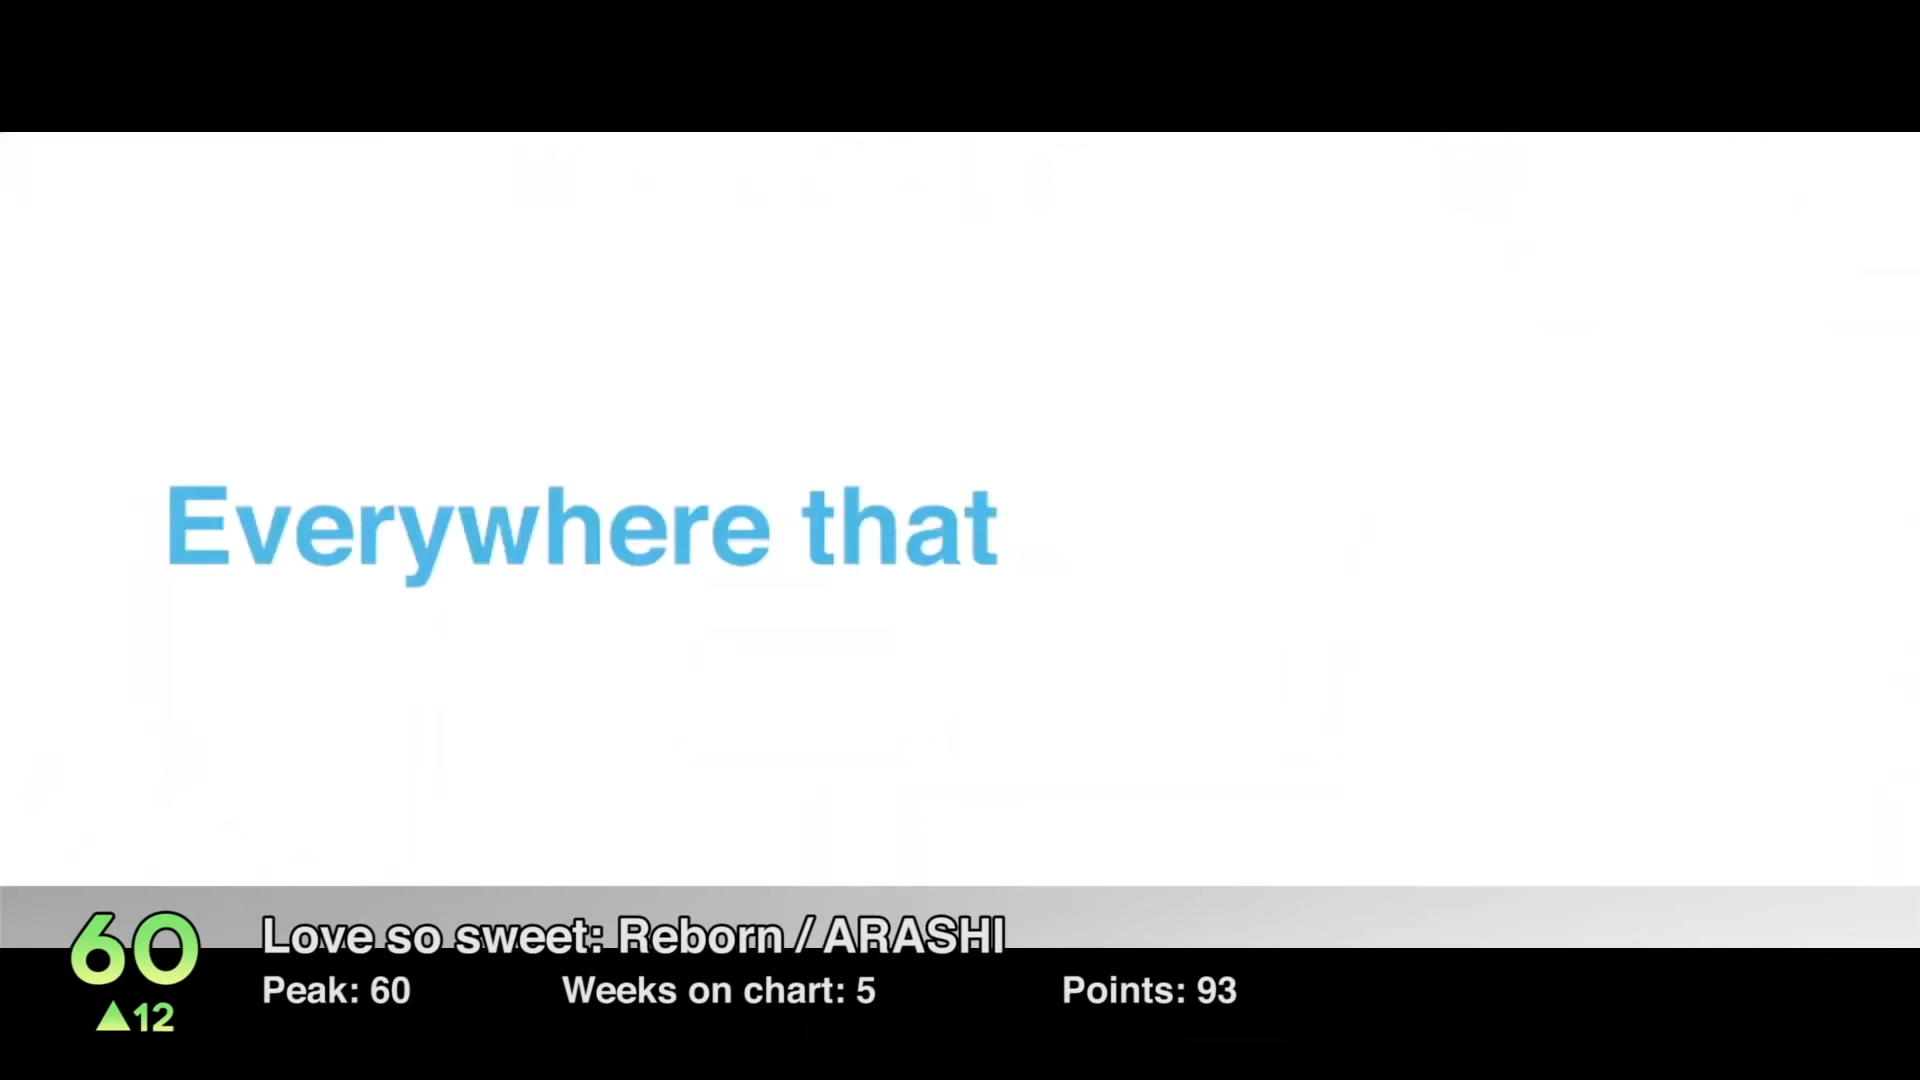 Everywhere that
60
Love so sweet: Reborn / ARASHI
Peak: 60 Weeks on chart: 5 Points: 93
▲12